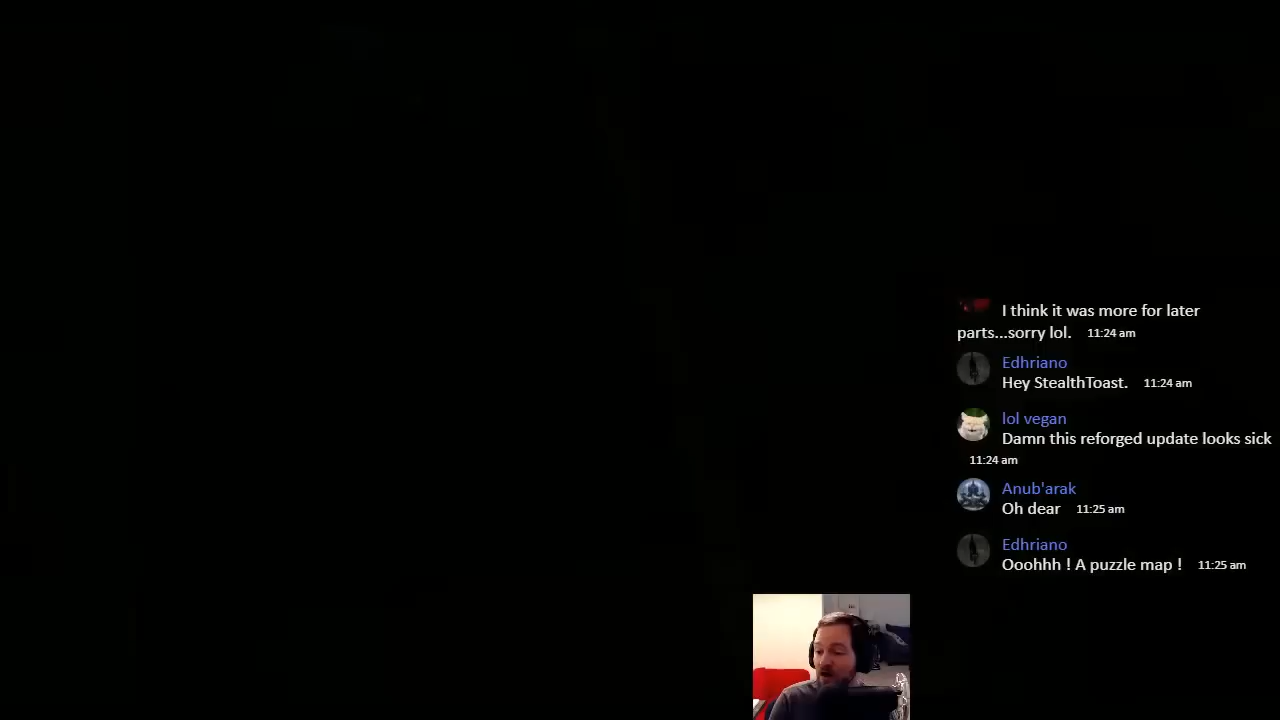 I think it was more for later
parts...sorry lol. 11:24 am
Edhriano
Hey StealthToast. 11:24 am
lol vegan
Damn this reforged update looks sick
11:24 am
Anub'arak
Oh dear 11:25 am
Edhriano
Ooohhh ! A puzzle map ! 11:25 am